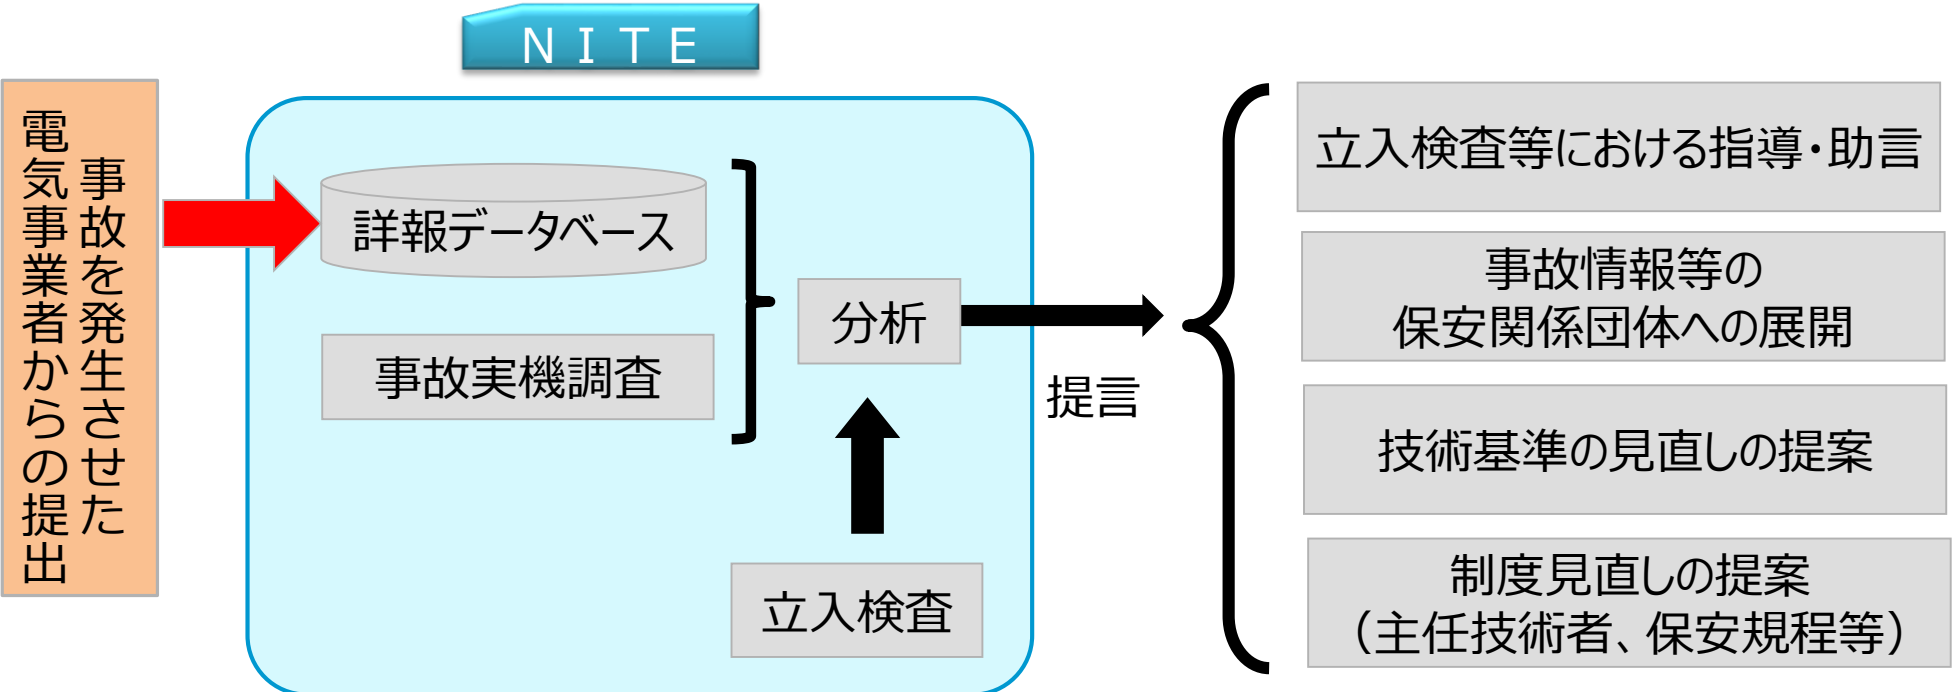 ＮＩＴＥ
事故を発生させた
電気事業者からの提出
詳報データベース
事故実機調査
分析
立入検査
提言
立入検査等における指導・助言
事故情報等の
保安関係団体への展開
技術基準の見直しの提案
制度見直しの提案
（主任技術者、保安規程等）